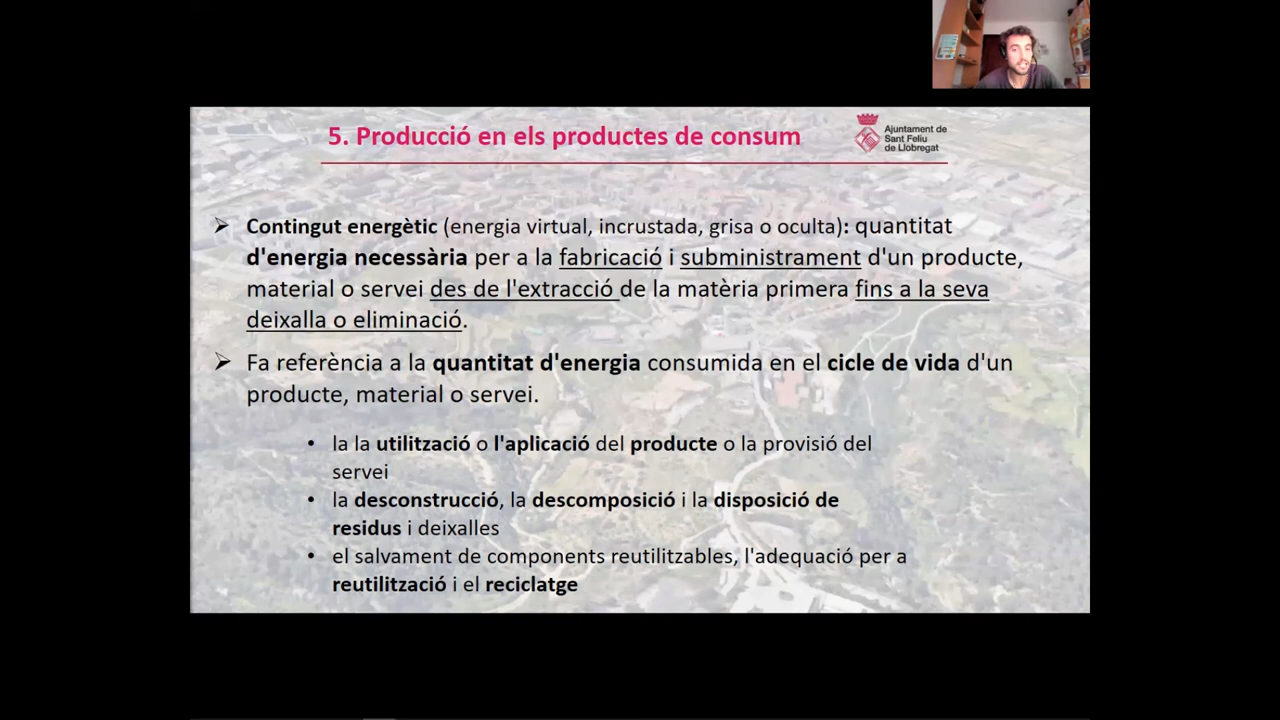 5. Producció en els productes de consum
Ajuntament de
Sant Feliu
de Llobregat
Contingut energètic (energia virtual, incrustada, grisa o oculta): quantitat
d'energia necessària per a la fabricació i subministrament d'un producte,
material o servei des de l'extracció de la matèria primera fins a la seva
deixalla o eliminació.
Fa referència a la quantitat d'energia consumida en el cicle de vida d'un
producte, material o servei.
• la la utilització o l'aplicació del producte o la provisió del
servei
• la desconstrucció, la descomposició i la disposició de
residus i deixalles
• el salvament de components reutilitzables, l'adequació per a
reutilització i el reciclatge